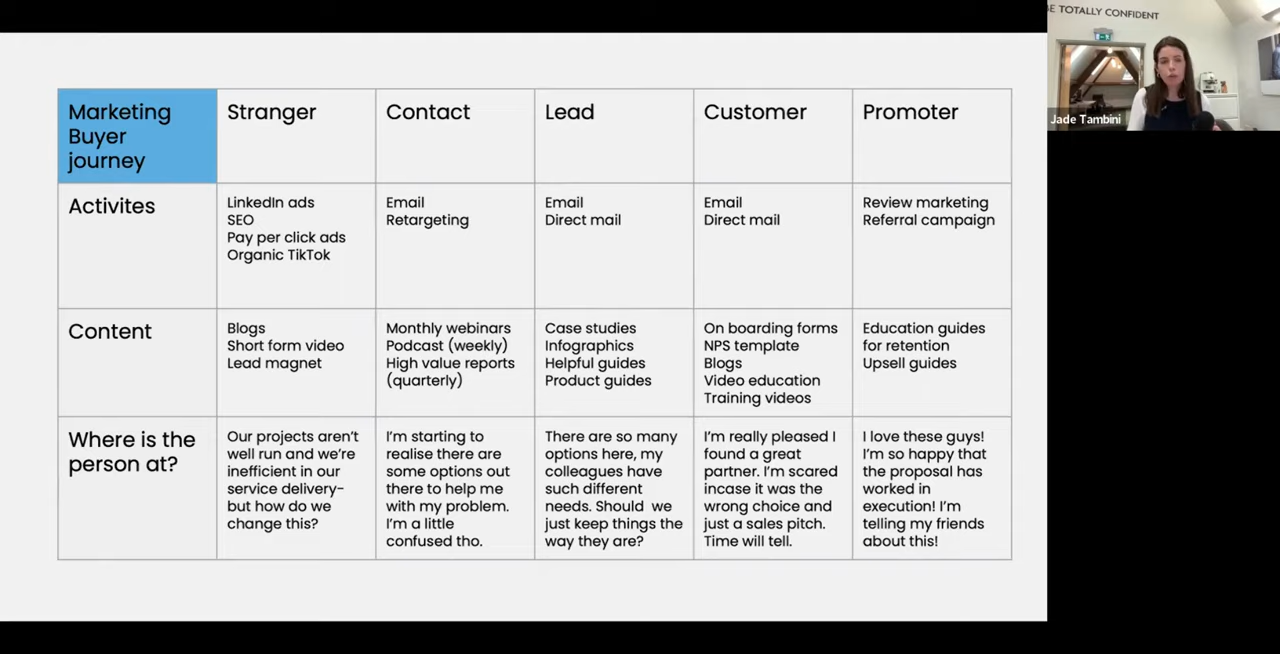 Marketing
Buyer
journey
Stranger
Contact
Lead
Customer
Promoter
Activites
LinkedIn ads
SEO
Pay per click ads
Organic TikTok
Email
Retargeting
Email
Direct mail
Email
Direct mail
Review marketing
Referral campaign
Content
Blogs
Short form video
Lead magnet
Monthly webinars
Podcast (weekly)
High value reports
(quarterly)
Case studies
Infographics
Helpful guides
Product guides
On boarding forms
NPS template
Blogs
Video education
Training videos
Education guides
for retention
Upsell guides
Where is the
person at?
Our projects aren't
well run and we're
inefficient in our
service delivery-
but how do we
change this?
I'm starting to
realise there are
some options out
there to help me
with my problem.
I'm a little
confused tho.
There are so many
options here, my
colleagues have
such different
needs. Should we
just keep things the
way they are?
I'm really pleased I
found a great
partner. I'm scared
incase it was the
wrong choice and
just a sales pitch.
Time will tell.
I love these guys!
I'm so happy that
the proposal has
worked in
execution! I'm
telling my friends
about this!
BE TOTALLY CONFIDENT
Jade Tambini